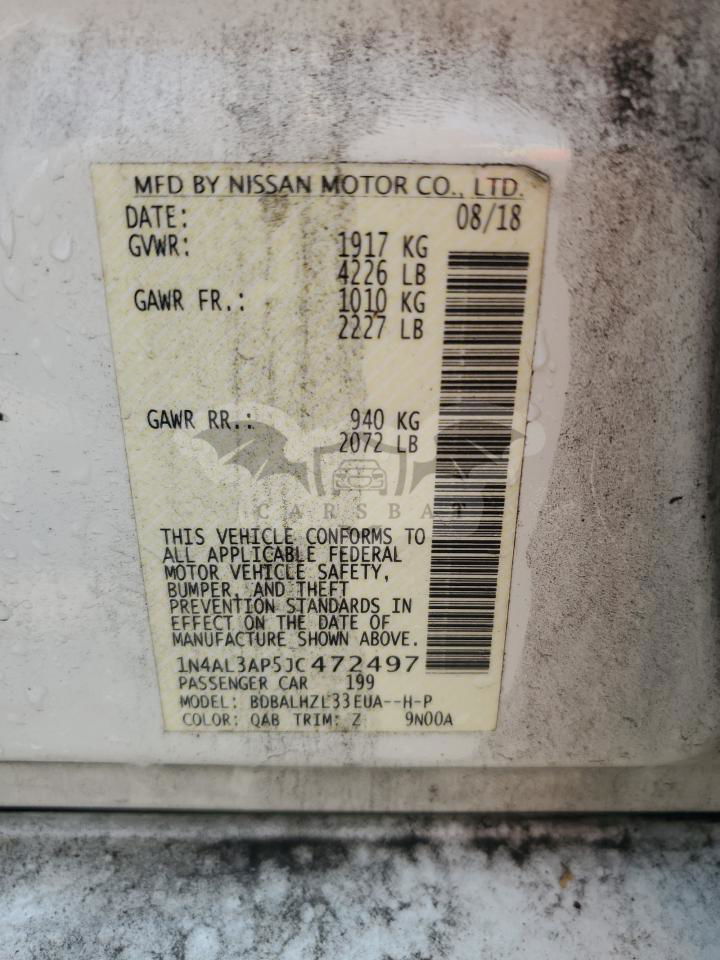 MFD BY NISSAN MOTOR CO., LTD.
DATE: 08/18
GVWR: 1917 KG
4226 LB
GAWR FR.: 1010 KG
2227 LB
GAWR RR.: 940 KG
2072 LB
CARSBAT
THIS VEHICLE CONFORMS TO
ALL APPLICABLE FEDERAL
MOTOR VEHICLE SAFETY,
BUMPER, AND THEFT
PREVENTION STANDARDS IN
EFFECT ON THE DATE OF
MANUFACTURE SHOWN ABOVE.
1N4AL3AP5JC472497
PASSENGER CAR 199
MODEL: BDBALHZL33EUA--H-P
COLOR: QAB TRIM: Z 9N00A